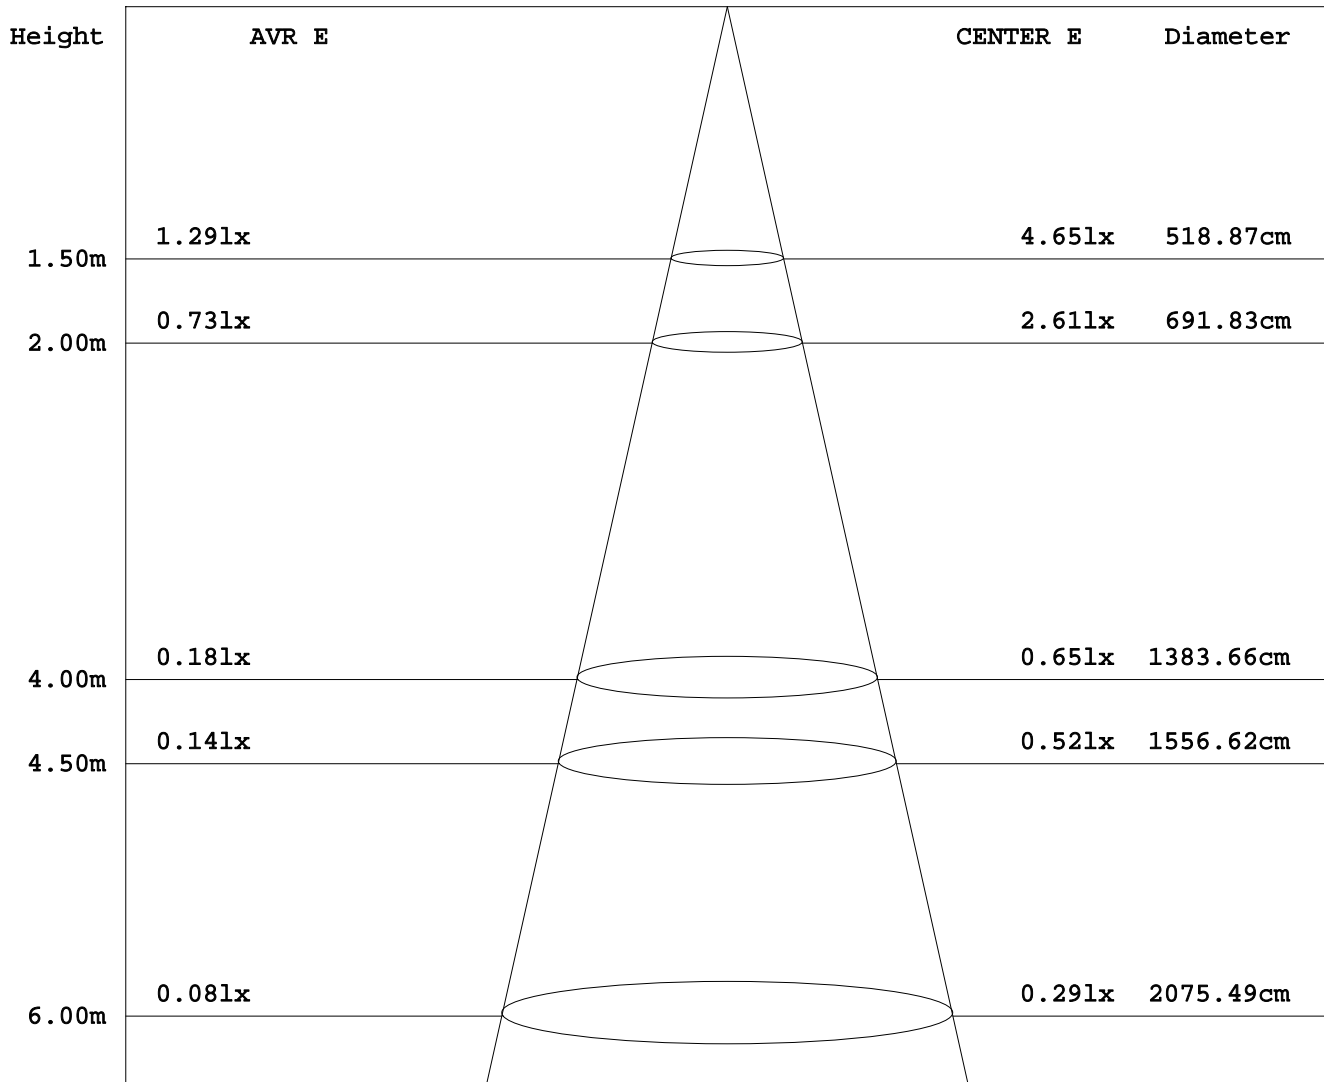 Height AVR E CENTER E Diameter
1.29lx 4.65lx 518.87cm
1.50m
0.73lx 2.61lx 691.83cm
2.00m
0.18lx 0.65lx 1383.66cm
4.00m
0.14lx 0.52lx 1556.62cm
4.50m
0.08lx 0.29lx 2075.49cm
6.00m